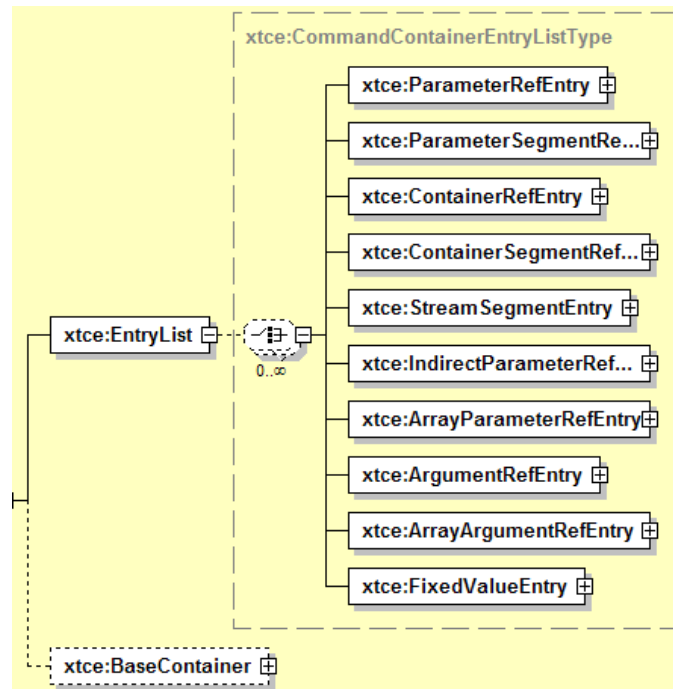 xtce:CommandContainerEntryListType
xtce:ParameterRefEntry
xtce:ParameterSegmentRe...
xtce:ContainerRefEntry
xtce:ContainerSegmentRef...
xtce:StreamSegmentEntry
xtce:EntryList
0..∞
xtce:IndirectParameterRef...
xtce:ArrayParameterRefEntry
xtce:ArgumentRefEntry
xtce:ArrayArgumentRefEntry
xtce:FixedValueEntry
xtce:BaseContainer